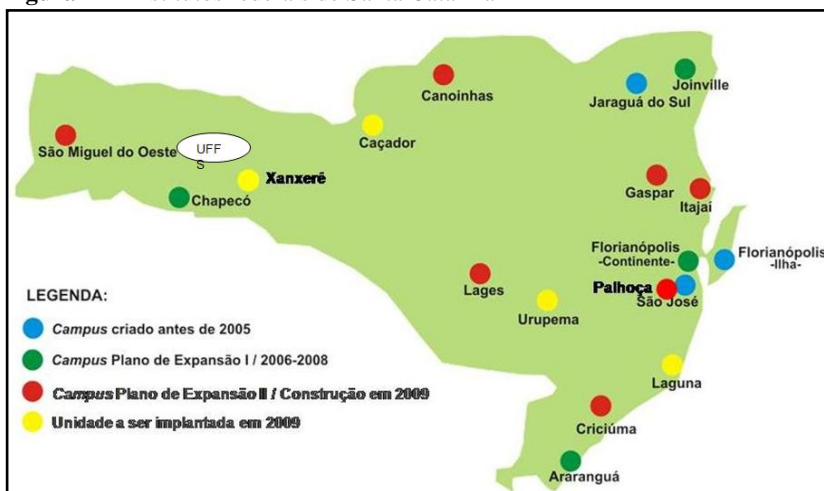 Canoinhas
Joinville
Jaraguá do Sul
Caçador
São Miguel do Oeste
UFF
S
Xanxerê
Chapecó
Gaspar
Itajaí
Florianópolis
-Continente-
Florianópolis
-Ilha-
Palhoça
São José
Lages
Urupema
Laguna
Criciúma
Araranguá
LEGENDA:
Campus criado antes de 2005
Campus Plano de Expansão I / 2006-2008
Campus Plano de Expansão II / Construção em 2009
Unidade a ser implantada em 2009